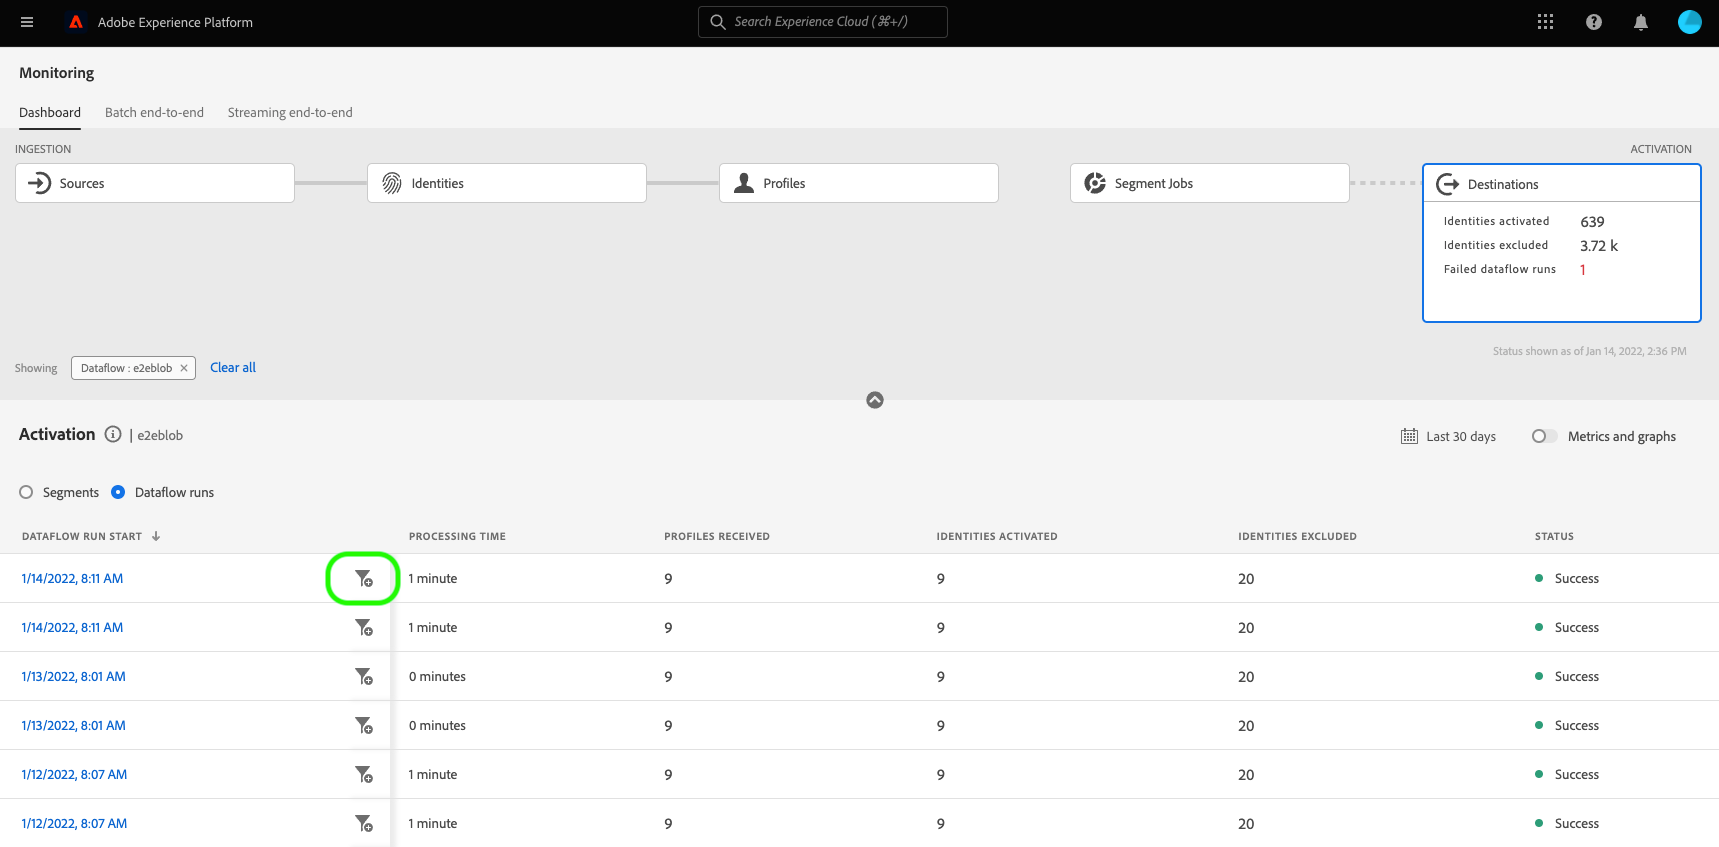 Adobe Experience Platform
Search Experience Cloud (⌘+/)
Monitoring
Dashboard Batch end-to-end Streaming end-to-end
INGESTION ACTIVATION
Sources Identities Profiles Segment Jobs Destinations
Identities activated 639
Identities excluded 3.72 k
Failed dataflow runs 1
Status shown as of Jan 14, 2022, 2:36 PM
Showing Dataflow : e2eblob × Clear all
Activation | e2eblob Last 30 days Metrics and graphs
Segments Dataflow runs
DATAFLOW RUN START ↓ PROCESSING TIME PROFILES RECEIVED IDENTITIES ACTIVATED IDENTITIES EXCLUDED STATUS
1/14/2022, 8:11 AM 1 minute 9 9 20 Success
1/14/2022, 8:11 AM 1 minute 9 9 20 Success
1/13/2022, 8:01 AM 0 minutes 9 9 20 Success
1/13/2022, 8:01 AM 0 minutes 9 9 20 Success
1/12/2022, 8:07 AM 1 minute 9 9 20 Success
1/12/2022, 8:07 AM 1 minute 9 9 20 Success